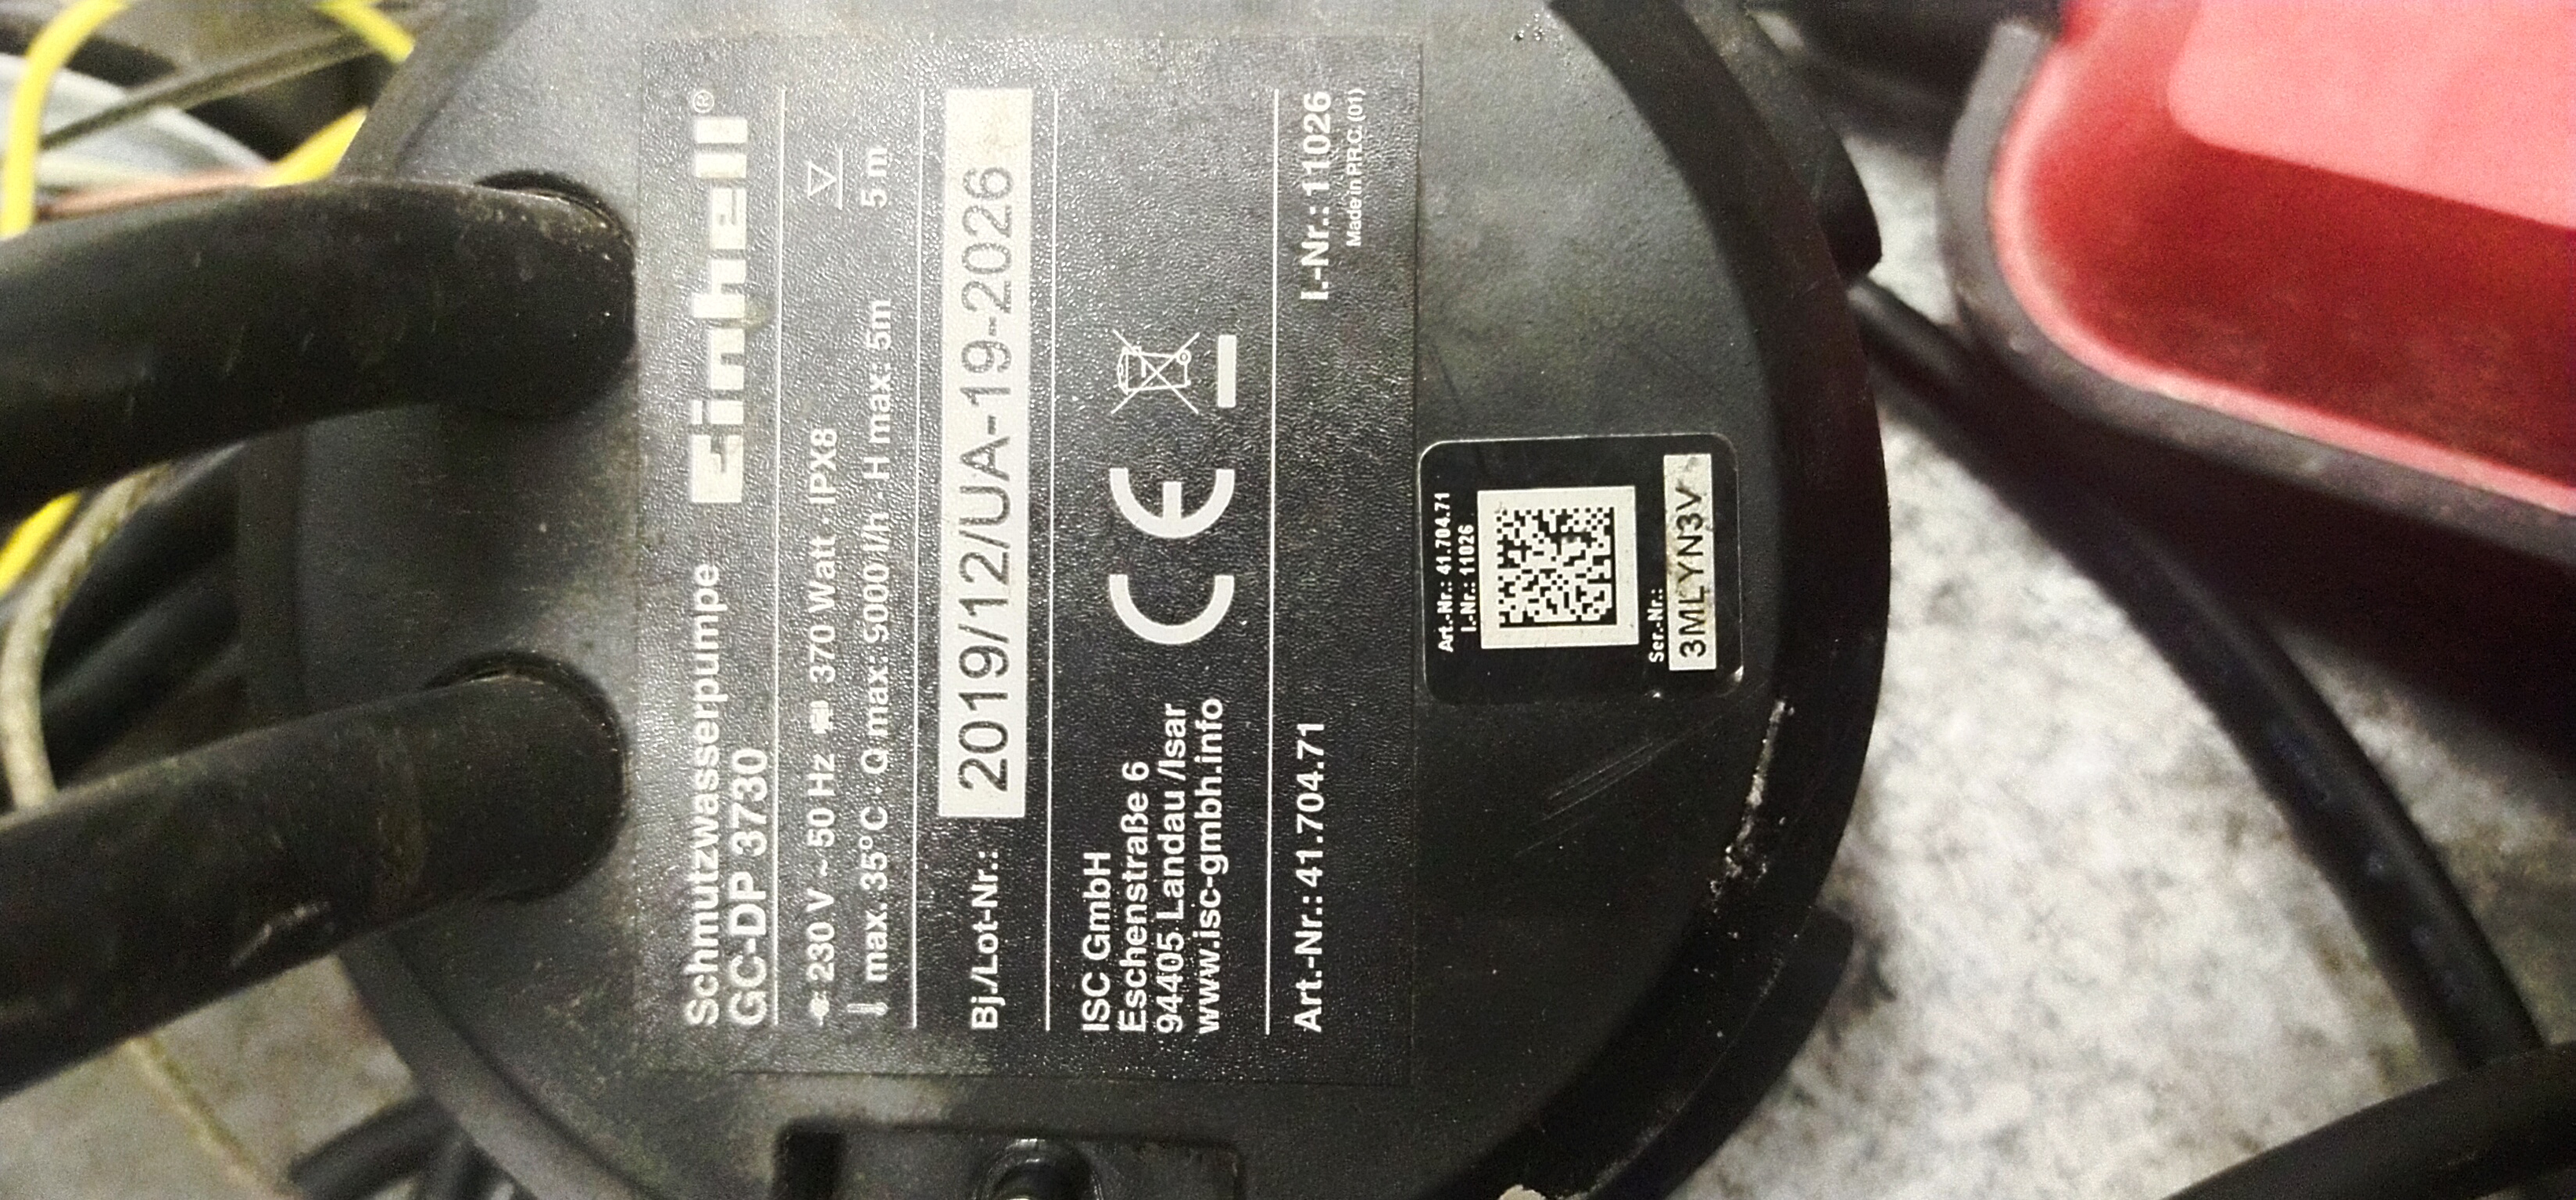 Schmutzwasserpumpe
GC-DP 3730
Einhell®
230 V ~ 50 Hz 370 Watt · IPX8
max. 35°C · Q max: 9000 l/h · H max: 5m
5 m
Bj./Lot-Nr.: 2019/12/UA-19-2026
ISC GmbH
Eschenstraße 6
94405 Landau /Isar
www.isc-gmbh.info
CE
Art.-Nr.: 41.704.71
I.-Nr.: 11026
Made in P.R.C. (01)
Art.-Nr.: 41.704.71
I.-Nr.: 11026
Ser.-Nr.:
3MLYN3V